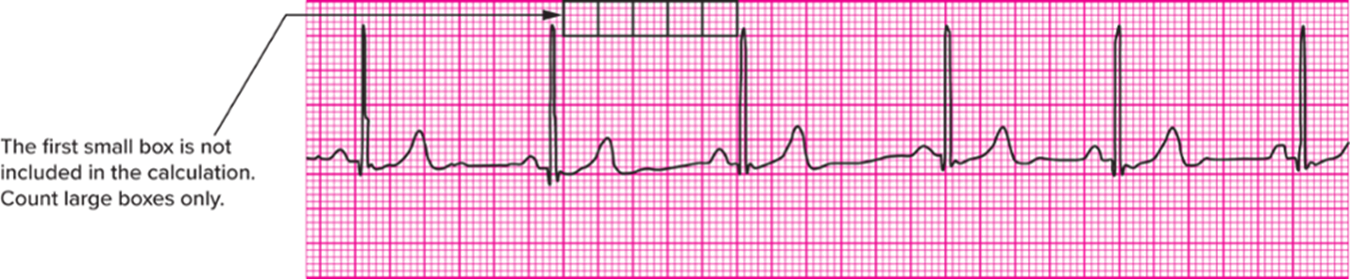 The first small box is not
included in the calculation.
Count large boxes only.